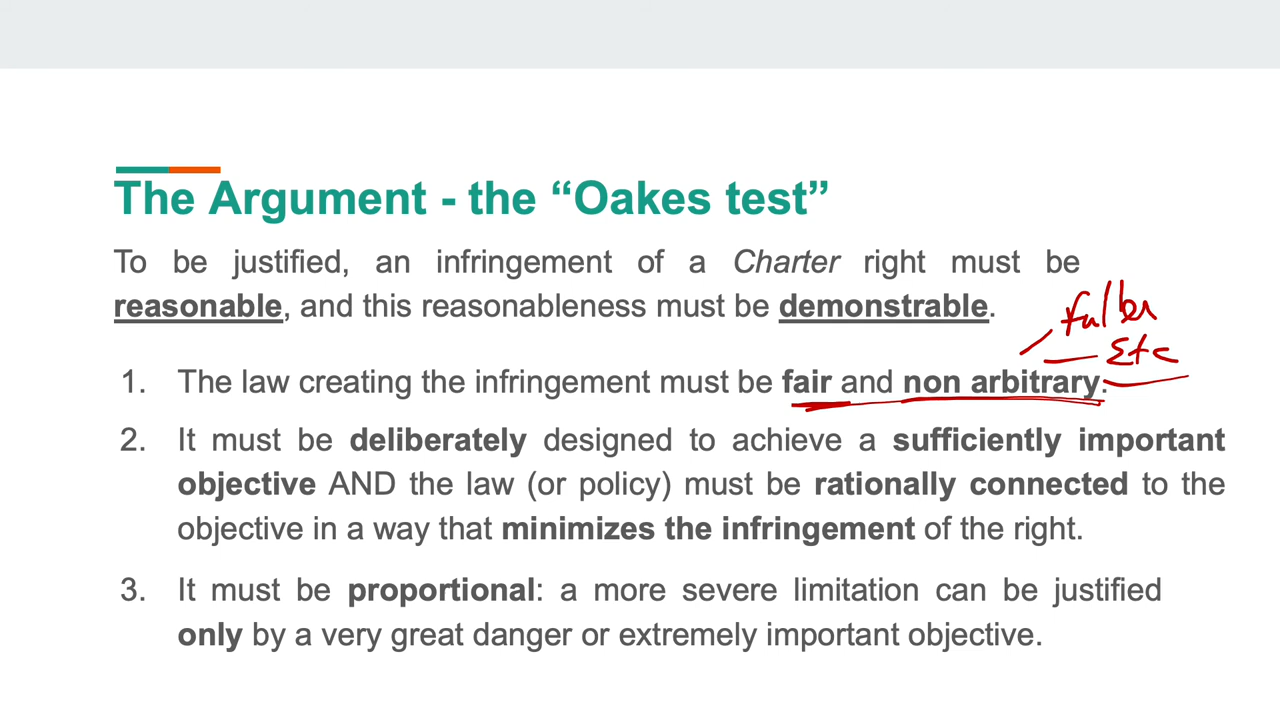 The Argument - the “Oakes test”
To be justified, an infringement of a Charter right must be
reasonable, and this reasonableness must be demonstrable.
Fuller
Etc
1. The law creating the infringement must be fair and non arbitrary.
2. It must be deliberately designed to achieve a sufficiently important
objective AND the law (or policy) must be rationally connected to the
objective in a way that minimizes the infringement of the right.
3. It must be proportional: a more severe limitation can be justified
only by a very great danger or extremely important objective.